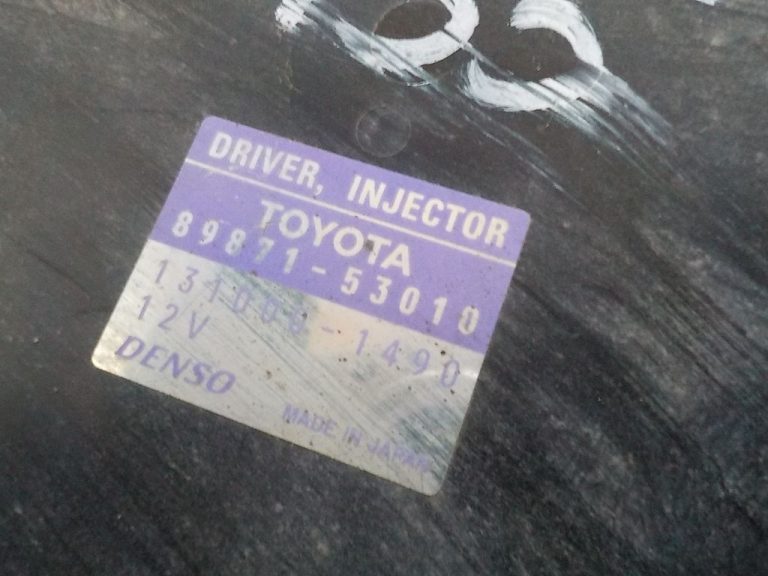 DRIVER, INJECTOR
TOYOTA
89871-53010
131000-1490
12V
DENSO
MADE IN JAPAN